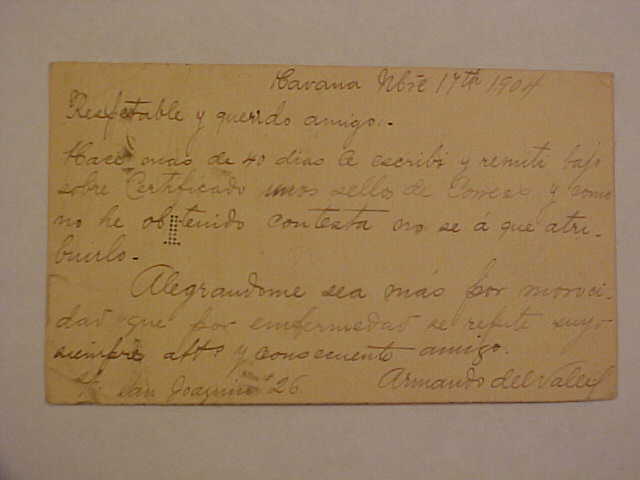 Havana Nbre 17th 1904
Respetable y querido amigo.-
Hace mas de 40 dias le escribi y remiti bajo
sobre Certificado unos sellos de Correos y como
no he obtenido contesta no se á que atri-
buirlo.-
Alegrandome sea más por moroci-
dad que por enfermedad se repite suyo
siempre afto y consecuente amigo.
San Joaquin 26. Armando del Valle